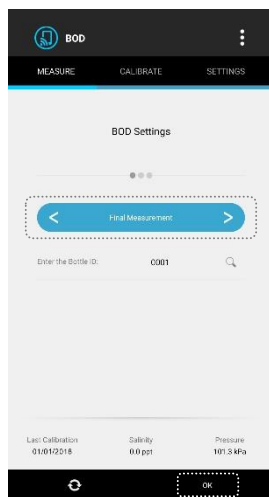 BOD
MEASURE CALIBRATE SETTINGS
BOD Settings
< Final Measurement >
Enter the Bottle ID: C001
Last Calibration Salinity Pressure
01/01/2018 0.0 ppt 101.3 kPa
OK